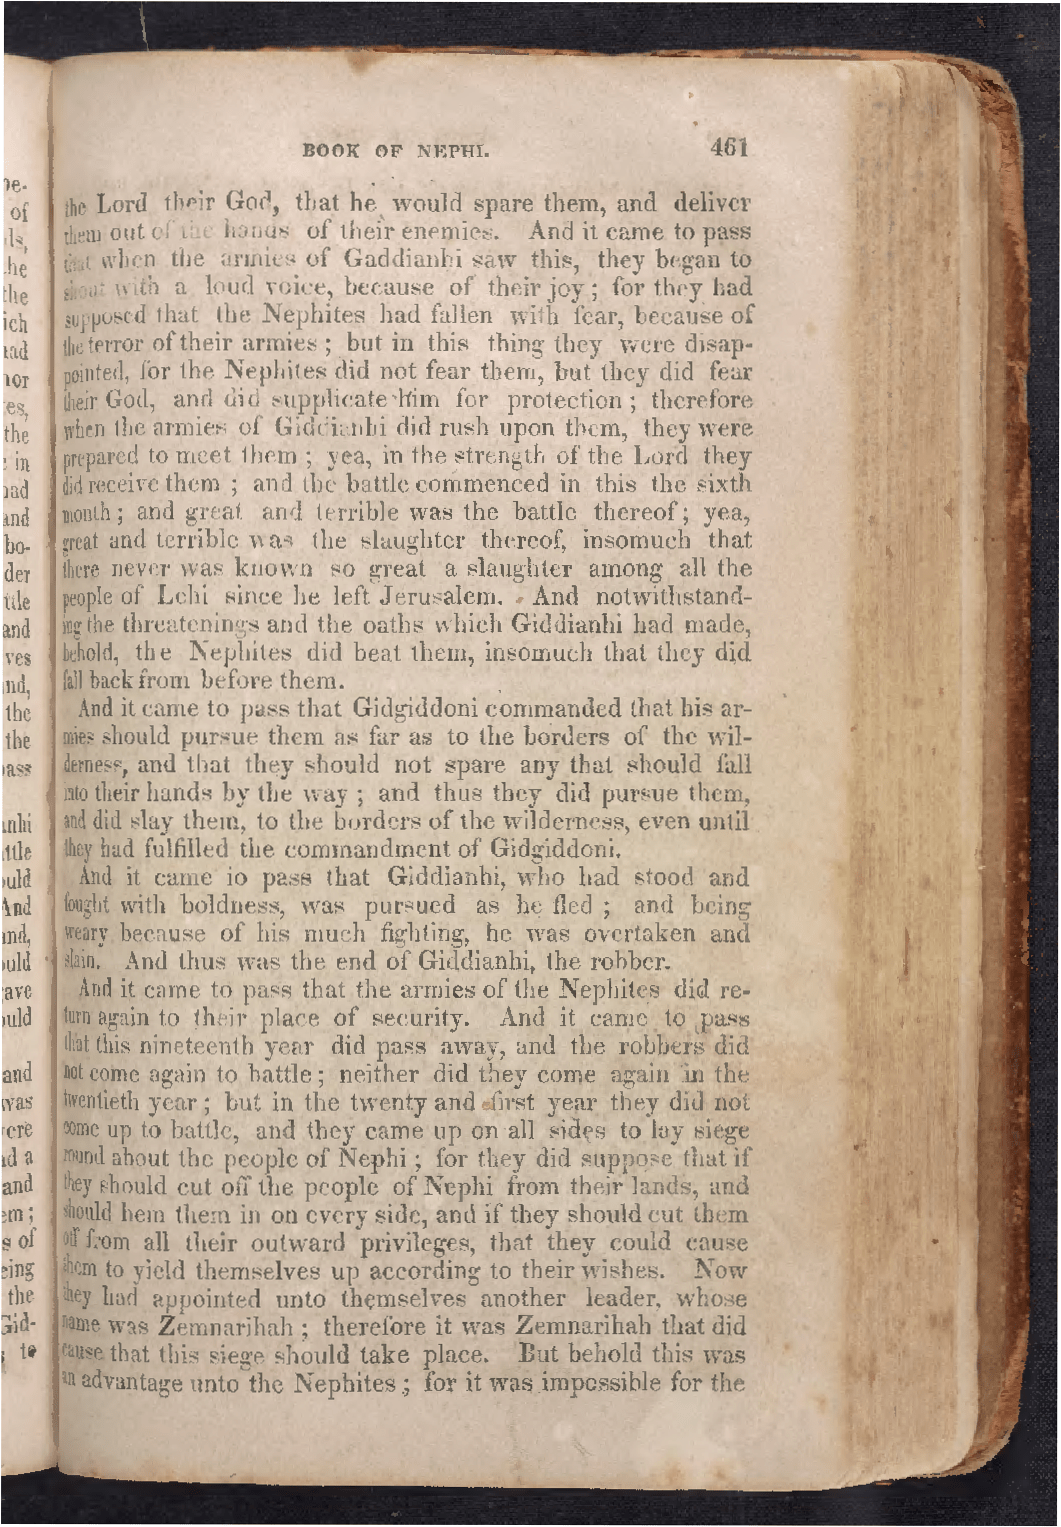 BOOK OF NEPHI. 461
the Lord their God, that he would spare them, and deliver
them out of the hands of their enemies. And it came to pass
that when the armies of Gaddianhi saw this, they began to
shout with a loud voice, because of their joy; for they had
supposed that the Nephites had fallen with fear, because of
the terror of their armies; but in this thing they were disap-
pointed, for the Nephites did not fear them, but they did fear
their God, and did supplicate him for protection; therefore
when the armies of Giddianhi did rush upon them, they were
prepared to meet them; yea, in the strength of the Lord they
did receive them; and the battle commenced in this the sixth
month; and great and terrible was the battle thereof; yea,
great and terrible was the slaughter thereof, insomuch that
there never was known so great a slaughter among all the
people of Lehi since he left Jerusalem. And notwithstand-
ing the threatenings and the oaths which Giddianhi had made,
behold, the Nephites did beat them, insomuch that they did
fall back from before them.
And it came to pass that Gidgiddoni commanded that his ar-
mies should pursue them as far as to the borders of the wil-
derness, and that they should not spare any that should fall
into their hands by the way; and thus they did pursue them,
and did slay them, to the borders of the wilderness, even until
they had fulfilled the commandment of Gidgiddoni.
And it came io pass that Giddianhi, who had stood and
fought with boldness, was pursued as he fled; and being
weary because of his much fighting, he was overtaken and
slain. And thus was the end of Giddianhi, the robber.
And it came to pass that the armies of the Nephites did re-
turn again to their place of security. And it came to pass
that this nineteenth year did pass away, and the robbers did
not come again to battle; neither did they come again in the
twentieth year; but in the twenty and first year they did not
come up to battle, and they came up on all sides to lay siege
round about the people of Nephi; for they did suppose that if
they should cut off the people of Nephi from their lands, and
should hem them in on every side, and if they should cut them
off from all their outward privileges, that they could cause
them to yield themselves up according to their wishes. Now
they had appointed unto themselves another leader, whose
name was Zemnarihah; therefore it was Zemnarihah that did
cause that this siege should take place. But behold this was
an advantage unto the Nephites; for it was impossible for the